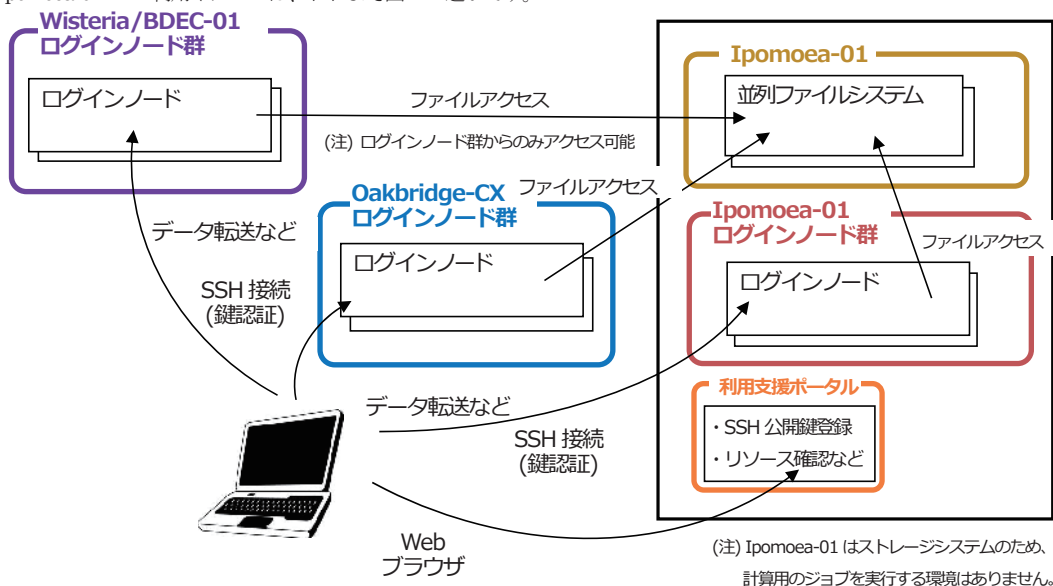 Wisteria/BDEC-01
ログインノード群
ログインノード
ファイルアクセス
(注) ログインノード群からのみアクセス可能
Ipomoea-01
並列ファイルシステム
Oakbridge-CX
ログインノード群
ファイルアクセス
ログインノード
Ipomoea-01
ログインノード群
ファイルアクセス
ログインノード
データ転送など
SSH 接続
(鍵認証)
データ転送など
SSH 接続
(鍵認証)
利用支援ポータル
・SSH 公開鍵登録
・リソース確認など
Web
ブラウザ
(注) Ipomoea-01 はストレージシステムのため、
計算用のジョブを実行する環境はありません。